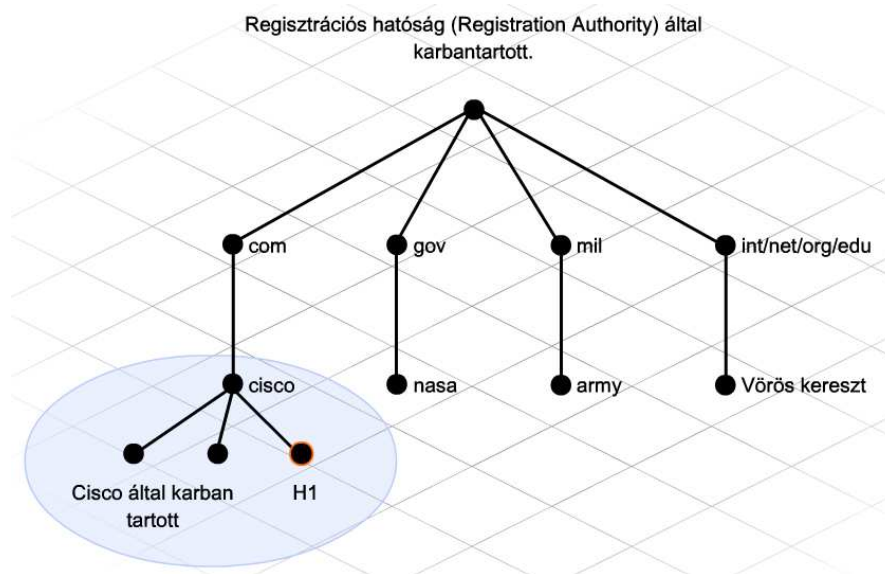 Regisztrációs hatóság (Registration Authority) által
karbantartott.
com
gov
mil
int/net/org/edu
cisco
nasa
army
Vörös kereszt
Cisco által karban
tartott
H1